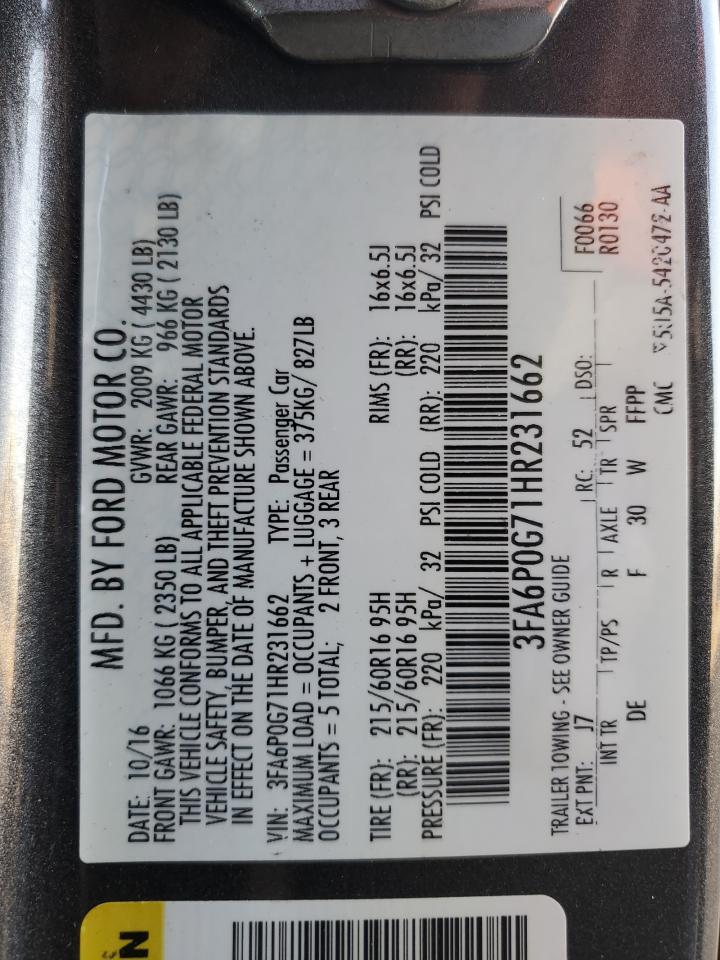 MFD. BY FORD MOTOR CO.
DATE: 10/16 GVWR: 2009 KG ( 4430 LB)
FRONT GAWR: 1066 KG ( 2350 LB) REAR GAWR: 966 KG ( 2130 LB)
THIS VEHICLE CONFORMS TO ALL APPLICABLE FEDERAL MOTOR
VEHICLE SAFETY, BUMPER, AND THEFT PREVENTION STANDARDS
IN EFFECT ON THE DATE OF MANUFACTURE SHOWN ABOVE.
VIN: 3FA6P0G71HR231662 TYPE: Passenger Car
MAXIMUM LOAD = OCCUPANTS + LUGGAGE = 375KG/ 827LB
OCCUPANTS = 5 TOTAL; 2 FRONT, 3 REAR
TIRE (FR): 215/60R16 95H RIMS (FR): 16x6.5J
(RR): 215/60R16 95H (RR): 16x6.5J
PRESSURE (FR): 220 kPa/ 32 PSI COLD (RR): 220 kPa/ 32 PSI COLD
3FA6P0G71HR231662
TRAILER TOWING - SEE OWNER GUIDE
F0066
EXT PNT: J7 RC: 52 DSO: R0130
INT TR TP/PS R AXLE TR SPR
DE F 30 W FFPP
CMC
N